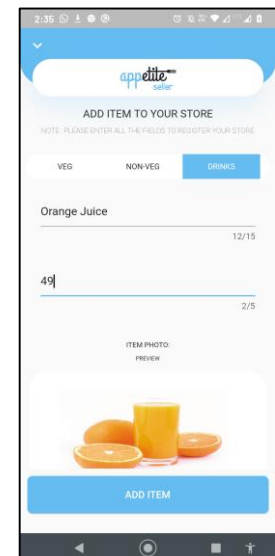 2:35
appetite
seller
ADD ITEM TO YOUR STORE
NOTE: PLEASE ENTER ALL THE FIELDS TO REGISTER YOUR STORE
VEG NON-VEG DRINKS
Orange Juice
12/15
49
2/5
ITEM PHOTO:
PREVIEW
ADD ITEM